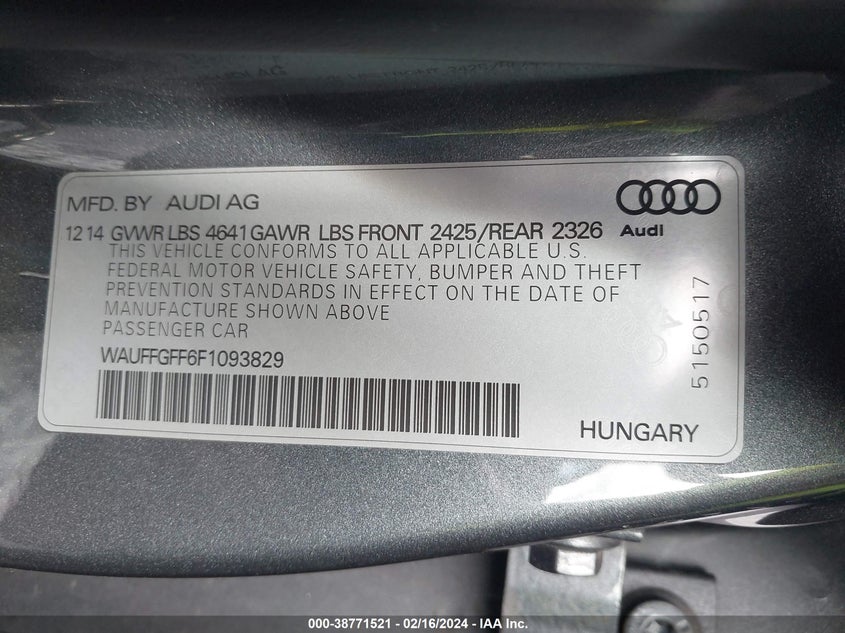 MFD. BY AUDI AG
Audi
12 14 GVWR LBS 4641 GAWR LBS FRONT 2425/REAR 2326
THIS VEHICLE CONFORMS TO ALL APPLICABLE U.S.
FEDERAL MOTOR VEHICLE SAFETY, BUMPER AND THEFT
PREVENTION STANDARDS IN EFFECT ON THE DATE OF
MANUFACTURE SHOWN ABOVE
PASSENGER CAR
WAUFFGFF6F1093829
5150517
HUNGARY
000-38771521 - 02/16/2024 - IAA Inc.